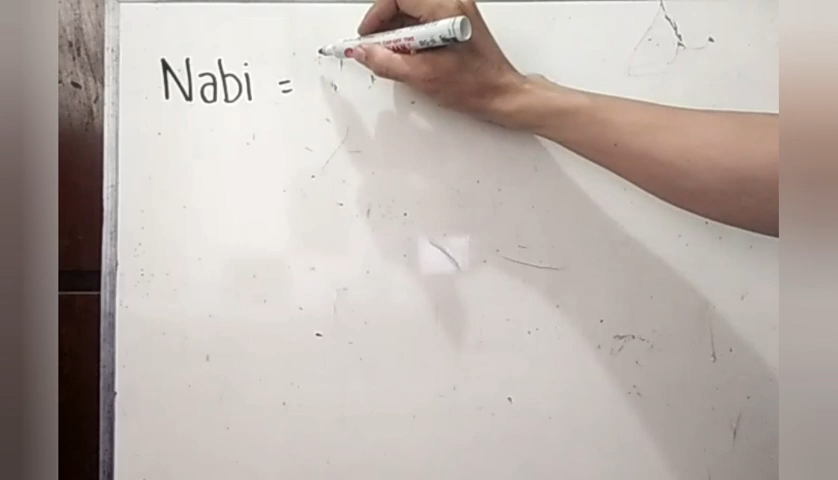 Nabi =